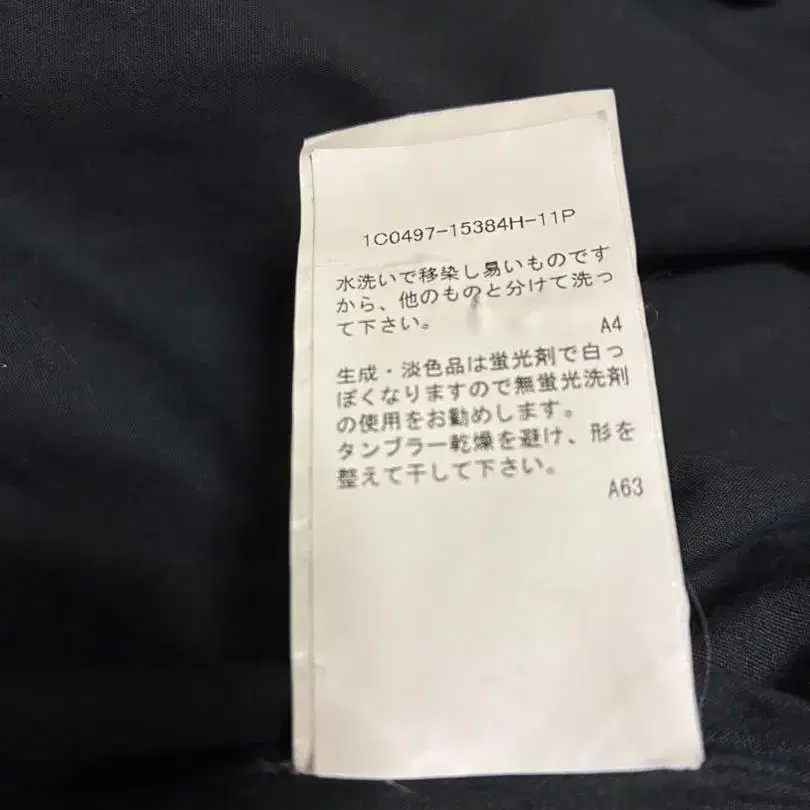 1C0497-15384H-11P
水洗いで移染し易いものです
から、他のものと分けて洗っ
て下さい。
A4
生成・淡色品は蛍光剤で白っ
ぽくなりますので無蛍光洗剤
の使用をお勧めします。
タンブラー乾燥を避け、形を
整えて干して下さい。
A63